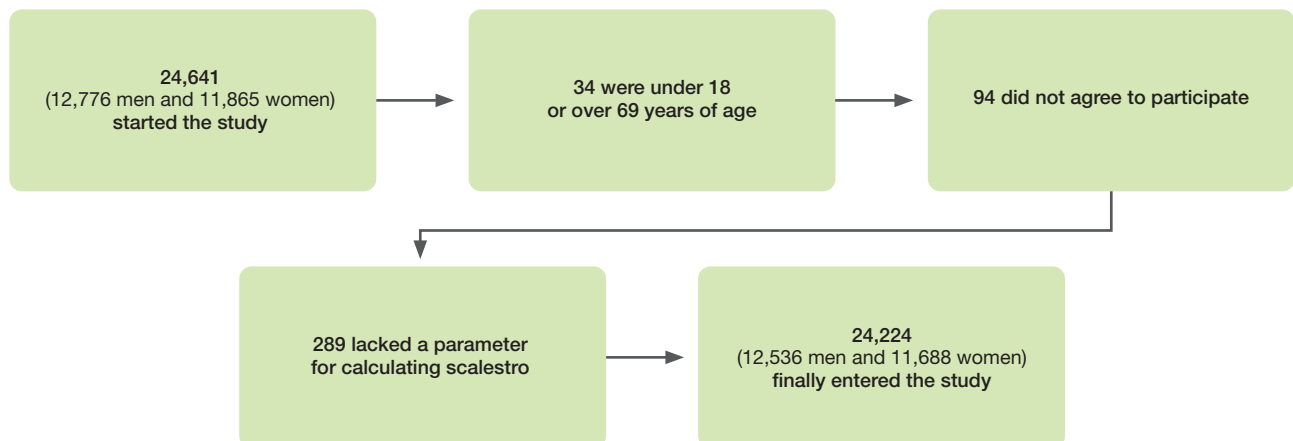 24,641
(12,776 men and 11,865 women)
started the study
34 were under 18
or over 69 years of age
94 did not agree to participate
289 lacked a parameter
for calculating scalestro
24,224
(12,536 men and 11,688 women)
finally entered the study